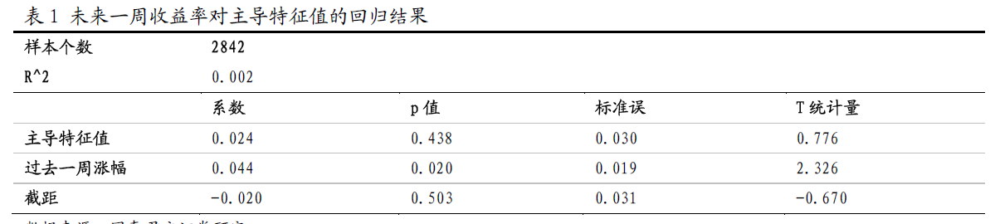 表1 未来一周收益率对主导特征值的回归结果
样本个数 2842
R^2 0.002
系数 p值 标准误 T统计量
主导特征值 0.024 0.438 0.030 0.776
过去一周涨幅 0.044 0.020 0.019 2.326
截距 -0.020 0.503 0.031 -0.670